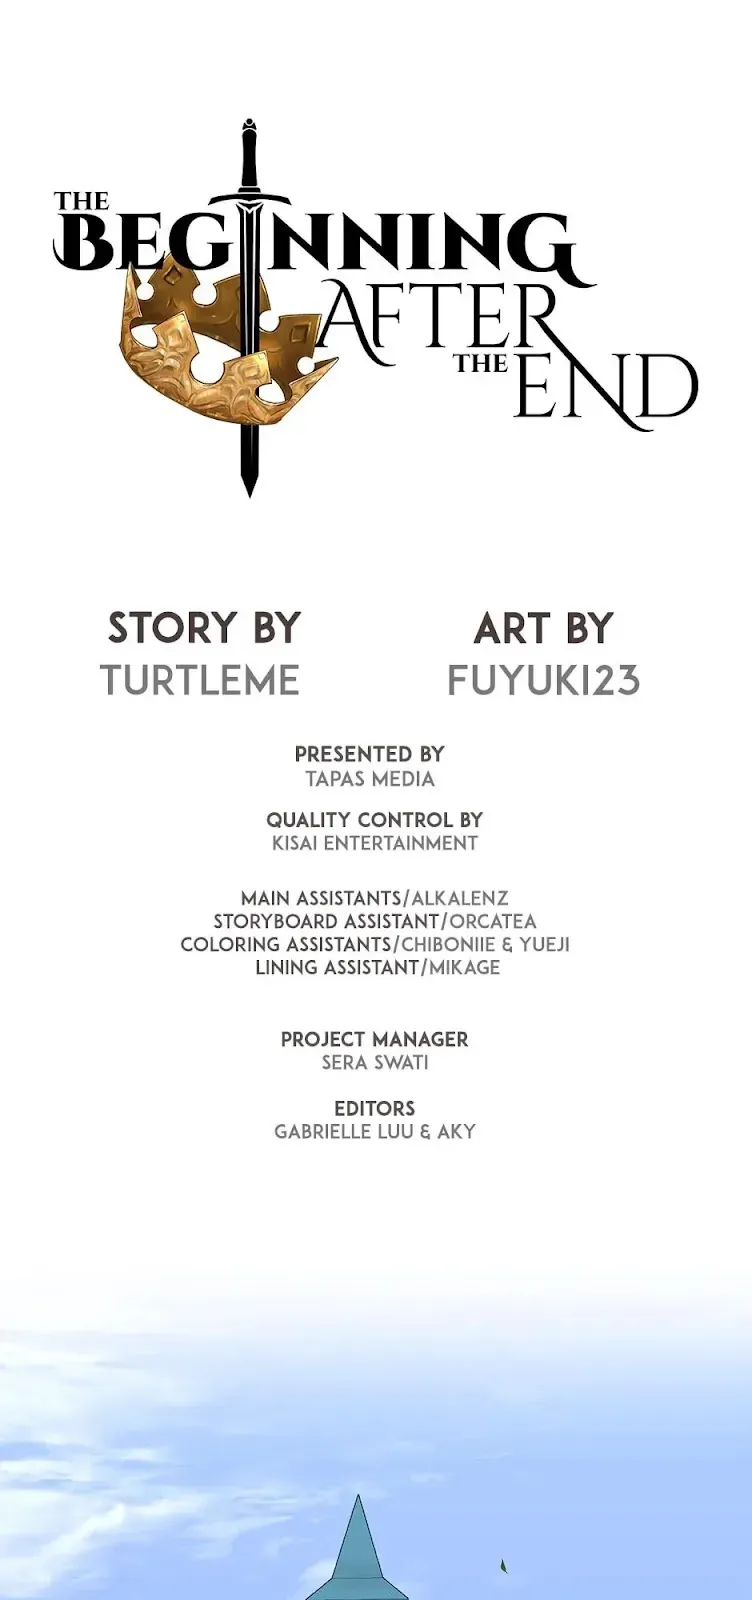 THE
BEGINNING
AFTER
THE END
STORY BY
TURTLEME
ART BY
FUYUKI23
PRESENTED BY
TAPAS MEDIA
QUALITY CONTROL BY
KISAI ENTERTAINMENT
MAIN ASSISTANTS/ALKALENZ
STORYBOARD ASSISTANT/ORCATEA
COLORING ASSISTANTS/CHIBONIIE & YUEJI
LINING ASSISTANT/MIKAGE
PROJECT MANAGER
SERA SWATI
EDITORS
GABRIELLE LUU & AKY